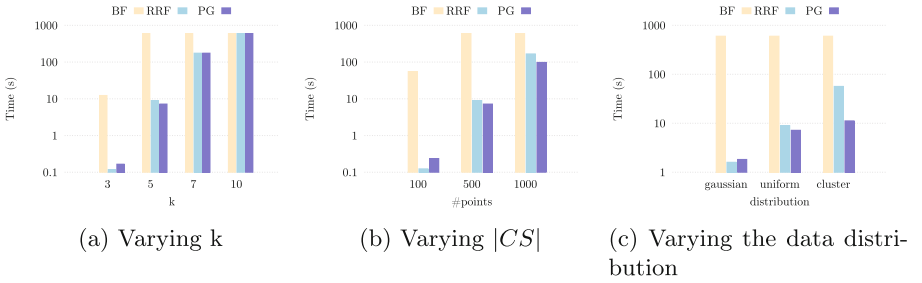 BF RRF PG
1000
100
10
1
0.1
Time (s)
3 5 7 10
k
(a) Varying k
BF RRF PG
1000
100
10
1
0.1
Time (s)
100 500 1000
#points
(b) Varying |CS|
BF RRF PG
1000
100
10
1
Time (s)
gaussian uniform cluster
distribution
(c) Varying the data distri-
bution